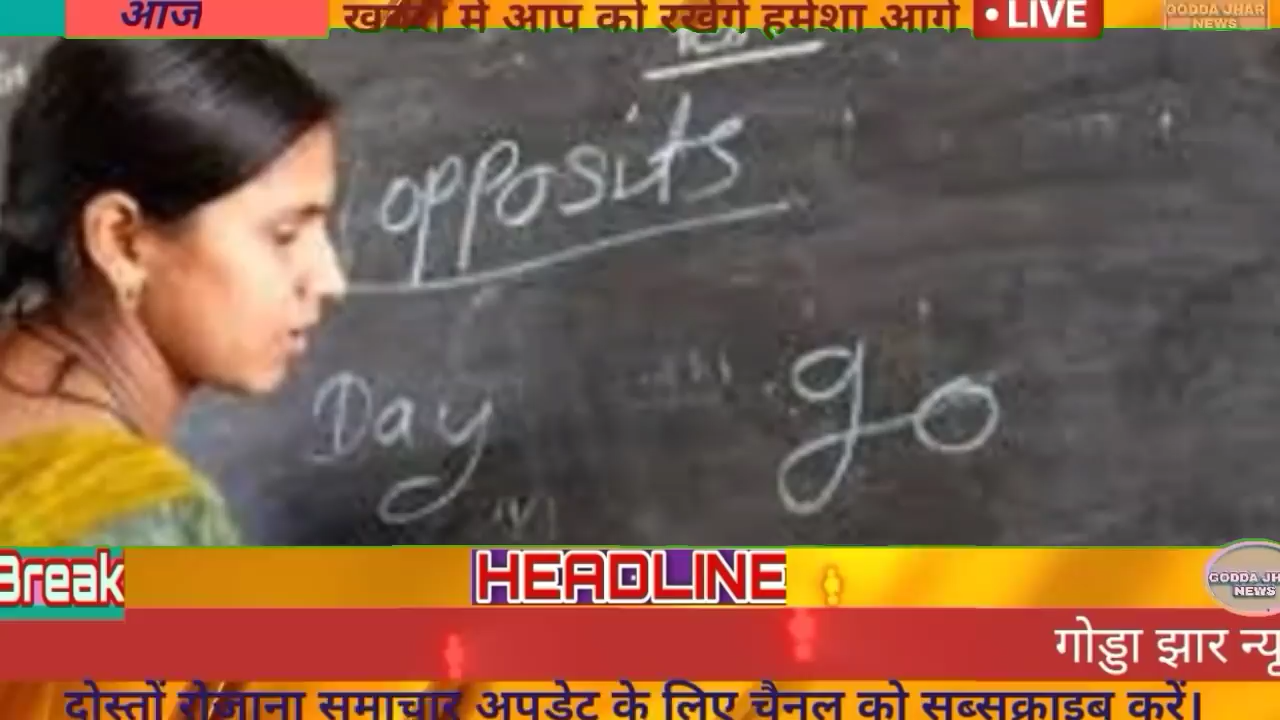 आज
खबरों में आप को रखेंगे हमेशा आगे
• LIVE
GODDA JHAR
NEWS
opposits
Day
go
Break
HEADLINE
GODDA JH
NEWS
गोड्डा झार न्यू
दोस्तों रोजाना समाचार अपडेट के लिए चैनल को सब्सक्राइब करें।